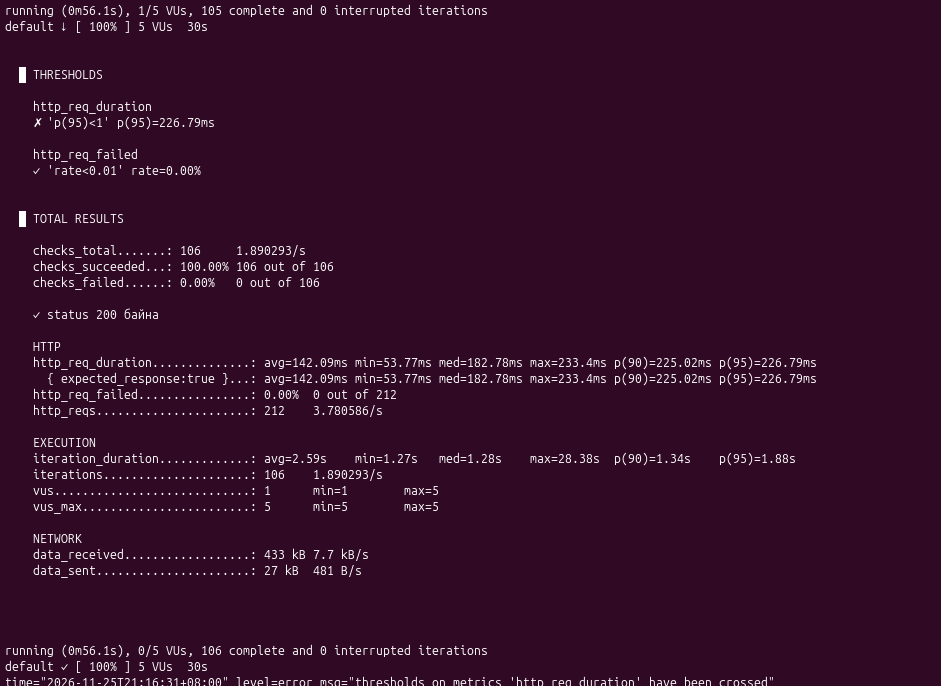 running (0m56.1s), 1/5 VUs, 105 complete and 0 interrupted iterations
default ↓ [ 100% ] 5 VUs  30s
█ THRESHOLDS
http_req_duration
✗ 'p(95)<1' p(95)=226.79ms
http_req_failed
✓ 'rate<0.01' rate=0.00%
█ TOTAL RESULTS
checks_total.......: 106     1.890293/s
checks_succeeded...: 100.00% 106 out of 106
checks_failed......: 0.00%   0 out of 106
✓ status 200 байна
HTTP
http_req_duration..............: avg=142.09ms min=53.77ms med=182.78ms max=233.4ms p(90)=225.02ms p(95)=226.79ms
{ expected_response:true }...: avg=142.09ms min=53.77ms med=182.78ms max=233.4ms p(90)=225.02ms p(95)=226.79ms
http_req_failed................: 0.00%  0 out of 212
http_reqs......................: 212    3.780586/s
EXECUTION
iteration_duration.............: avg=2.59s    min=1.27s   med=1.28s    max=28.38s  p(90)=1.34s    p(95)=1.88s
iterations.....................: 106    1.890293/s
vus............................: 1      min=1        max=5
vus_max........................: 5      min=5        max=5
NETWORK
data_received..................: 433 kB 7.7 kB/s
data_sent......................: 27 kB  481 B/s
running (0m56.1s), 0/5 VUs, 106 complete and 0 interrupted iterations
default ✓ [ 100% ] 5 VUs  30s
time="2026-11-25T21:16:31+08:00" level=error msg="thresholds on metrics 'http_req_duration' have been crossed"